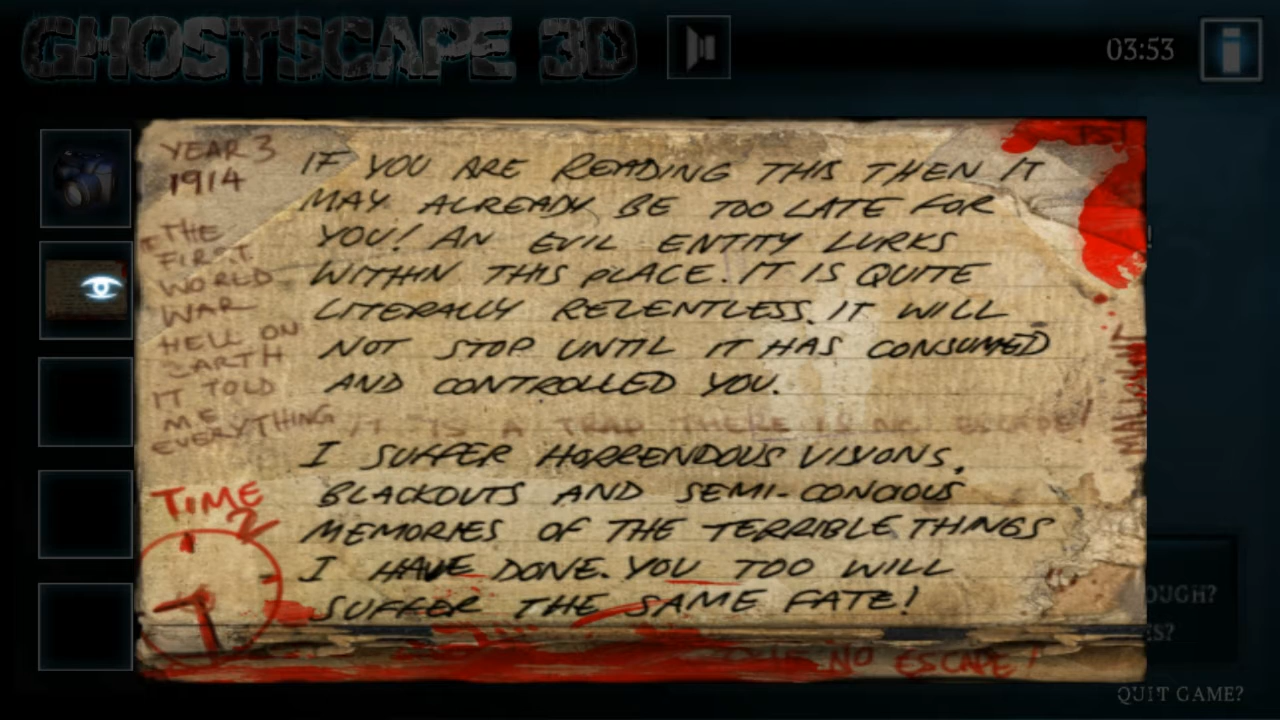 GHOSTSCAPE 3D
03:53
YEAR 3
1914
THE
FIRST
WORLD
WAR
HELL ON
EARTH
IT TOLD
ME
EVERYTHING
IF YOU ARE READING THIS THEN IT
MAY ALREADY BE TOO LATE FOR
YOU! AN EVIL ENTITY LURKS
WITHIN THIS PLACE. IT IS QUITE
LITERALLY RELENTLESS. IT WILL
NOT STOP UNTIL IT HAS CONSUMED
AND CONTROLLED YOU.
IT IS A TRAP THERE IS NO ESCAPE!
I SUFFER HORRENDOUS VISIONS,
BLACKOUTS AND SEMI-CONCIOUS
MEMORIES OF THE TERRIBLE THINGS
I HAVE DONE. YOU TOO WILL
SUFFER THE SAME FATE!
TIME
2
NO ESCAPE!
!
OUGH?
ES?
QUIT GAME?